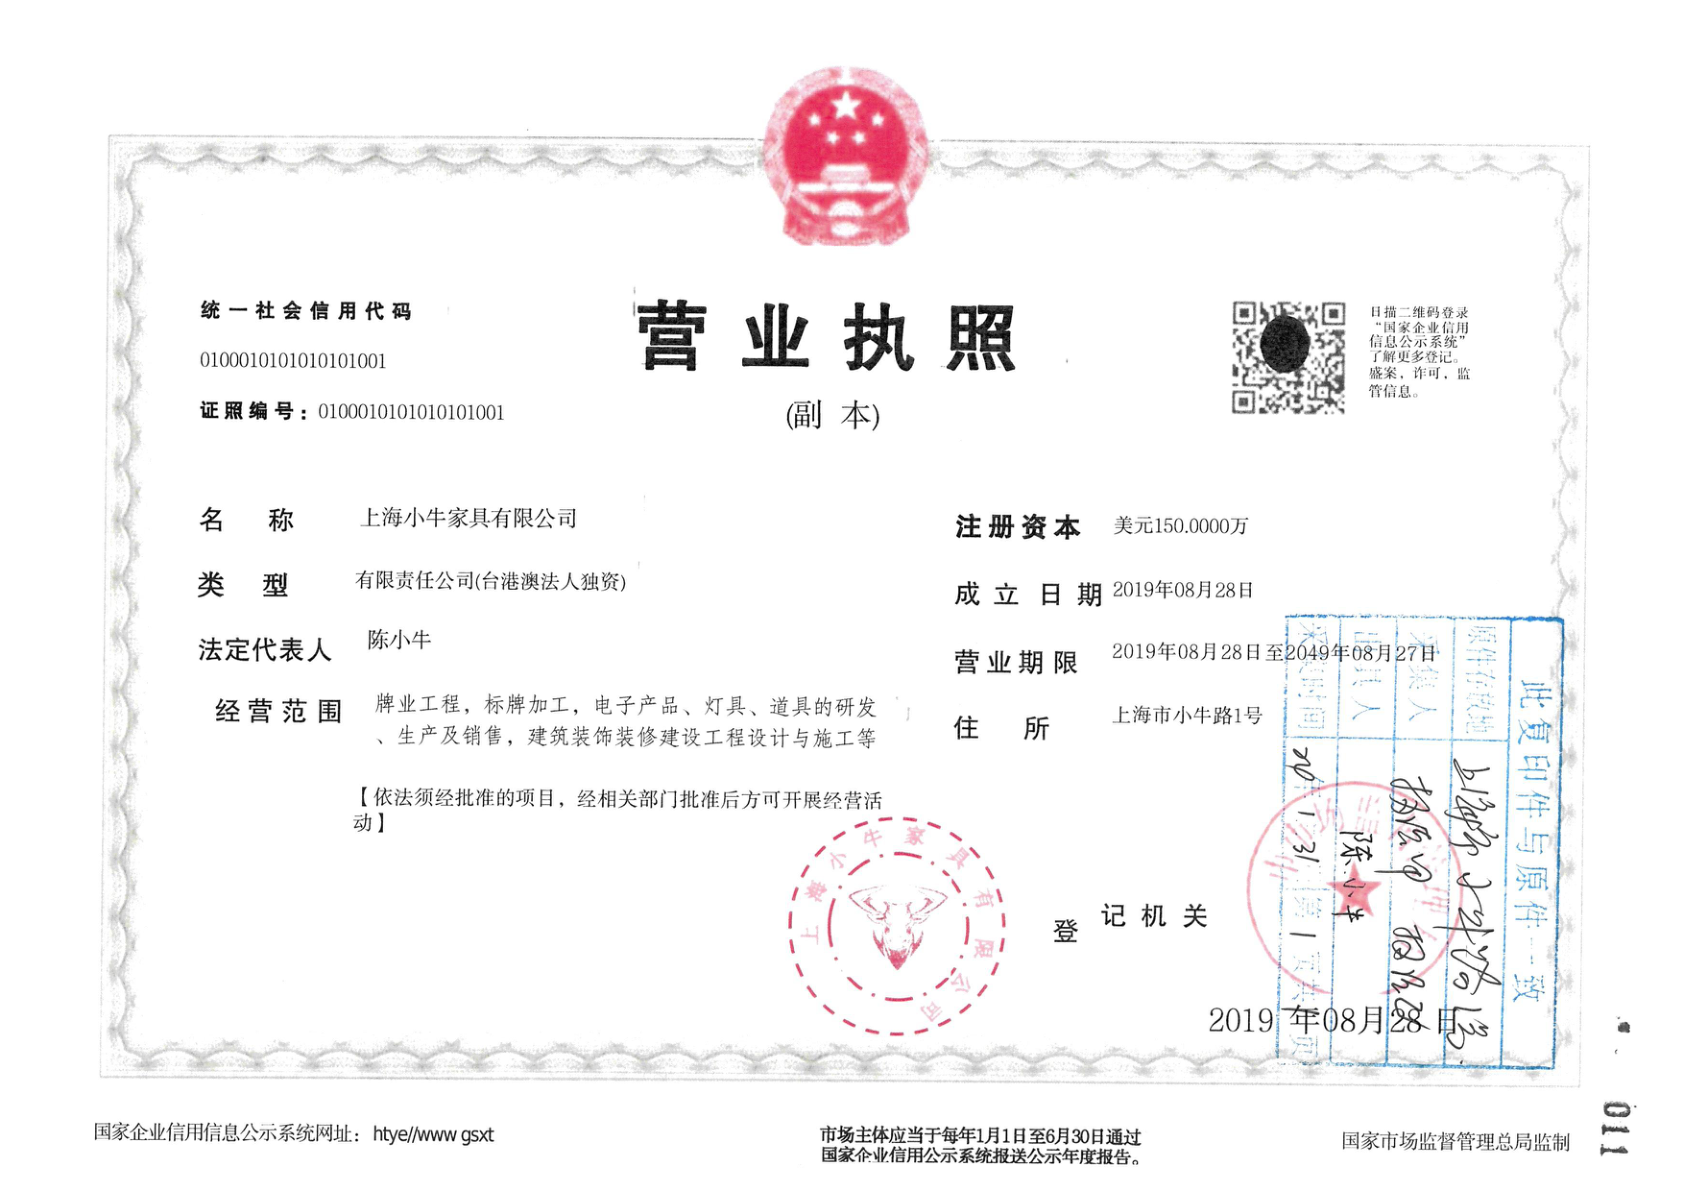 统一社会信用代码
0100010101010101001
证照编号：0100010101010101001
营业执照
(副 本)
日描二维码登录
“国家企业信用
信息公示系统”
了解更多登记。
盛案，许可，监
管信息。
名 称 上海小牛家具有限公司
类 型 有限责任公司(台港澳法人独资)
法定代表人 陈小牛
经营范围 牌业工程，标牌加工，电子产品、灯具、道具的研发
、生产及销售，建筑装饰装修建设工程设计与施工等
【依法须经批准的项目，经相关部门批准后方可开展经营活
动】
注册资本 美元150.0000万
成立日期 2019年08月28日
营业期限 2019年08月28日至2049年08月27日
住 所 上海市小牛路1号
登记机关
2019 年08月28日
上海小牛家具有限公司
此复印件与原件一致
原件存放地
采集人
出具人
陈小牛
采集时间
年1 31 第1页共1页
国家企业信用信息公示系统网址：htye//www gsxt
市场主体应当于每年1月1日至6月30日通过
国家企业信用公示系统报送公示年度报告。
国家市场监督管理总局监制
011